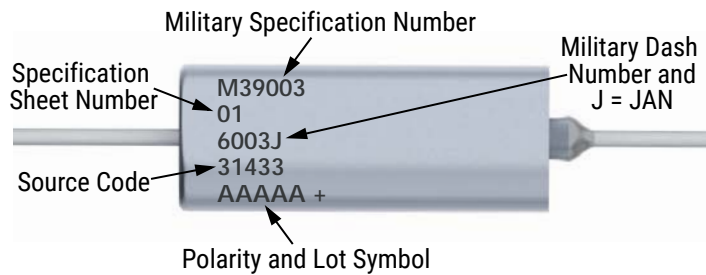 Military Specification Number
Specification
Sheet Number
Military Dash
Number and
J = JAN
M39003
01
6003J
31433
AAAAA +
Source Code
Polarity and Lot Symbol